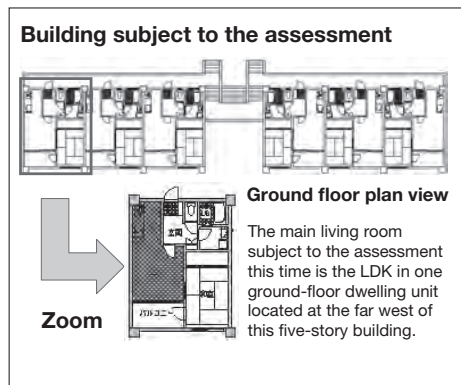 Building subject to the assessment
Ground floor plan view
The main living room
subject to the assessment
this time is the LDK in one
ground-floor dwelling unit
located at the far west of
this five-story building.
Zoom
玄関
和室
バルコニー